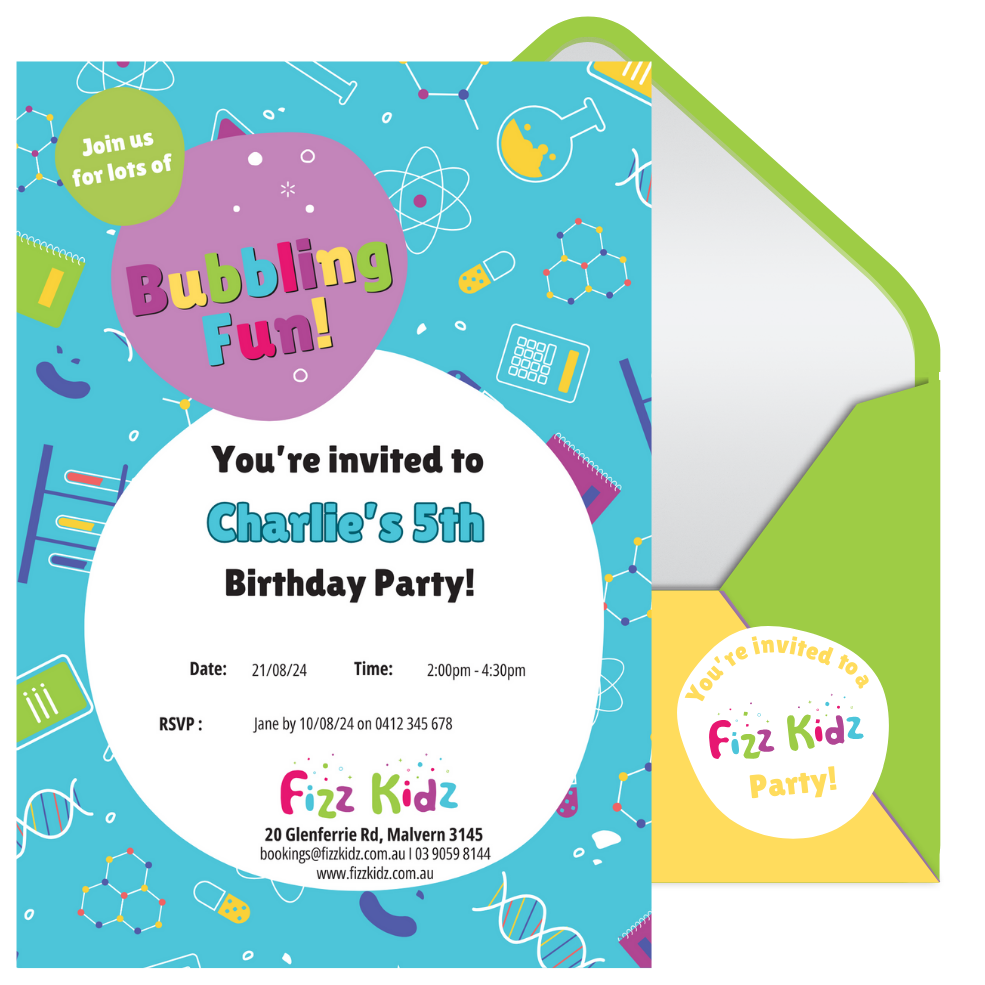 Join us
for lots of
Bubbling
Fun!
You're invited to
Charlie's 5th
Birthday Party!
Date: 21/08/24 Time: 2:00pm - 4:30pm
RSVP : Jane by 10/08/24 on 0412 345 678
Fizz Kidz
20 Glenferrie Rd, Malvern 3145
bookings@fizzkidz.com.au | 03 9059 8144
www.fizzkidz.com.au
You're invited to a
Fizz Kidz
Party!